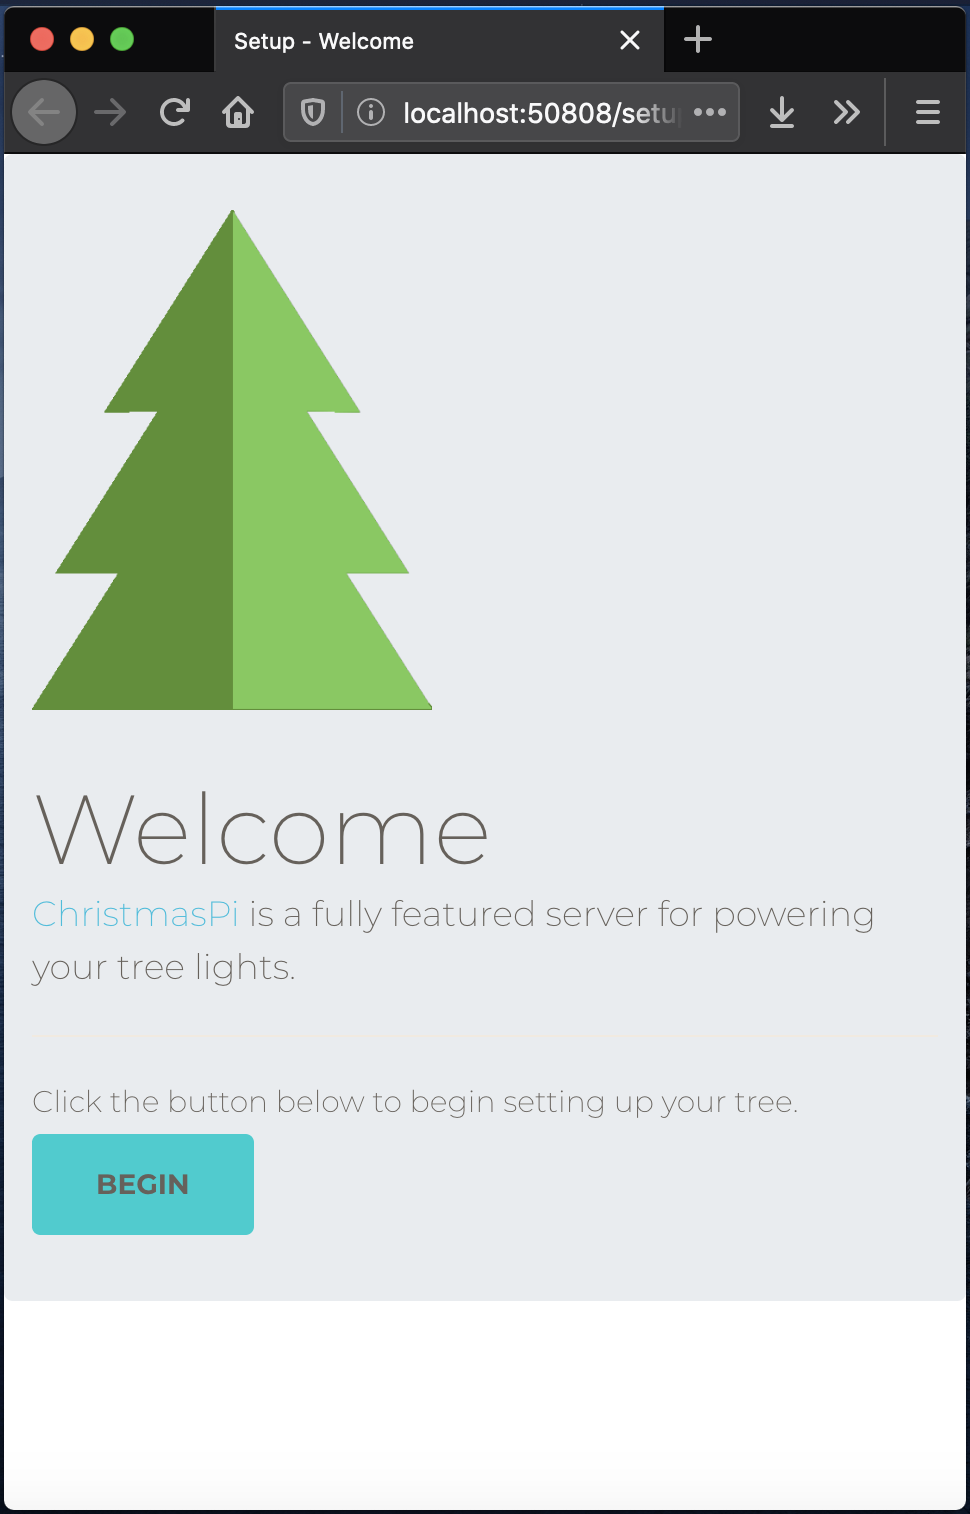 Setup - Welcome
localhost:50808/setu
Welcome
ChristmasPi is a fully featured server for powering
your tree lights.
Click the button below to begin setting up your tree.
BEGIN